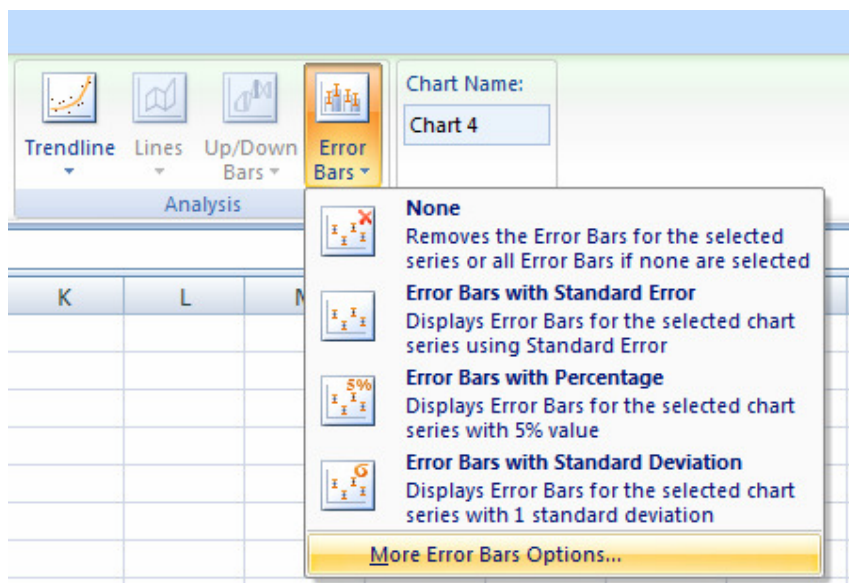 Chart Name:
Chart 4
Trendline
Lines
Up/Down
Bars
Error
Bars
Analysis
K
L
None
Removes the Error Bars for the selected
series or all Error Bars if none are selected
Error Bars with Standard Error
Displays Error Bars for the selected chart
series using Standard Error
5%
Error Bars with Percentage
Displays Error Bars for the selected chart
series with 5% value
σ
Error Bars with Standard Deviation
Displays Error Bars for the selected chart
series with 1 standard deviation
More Error Bars Options...